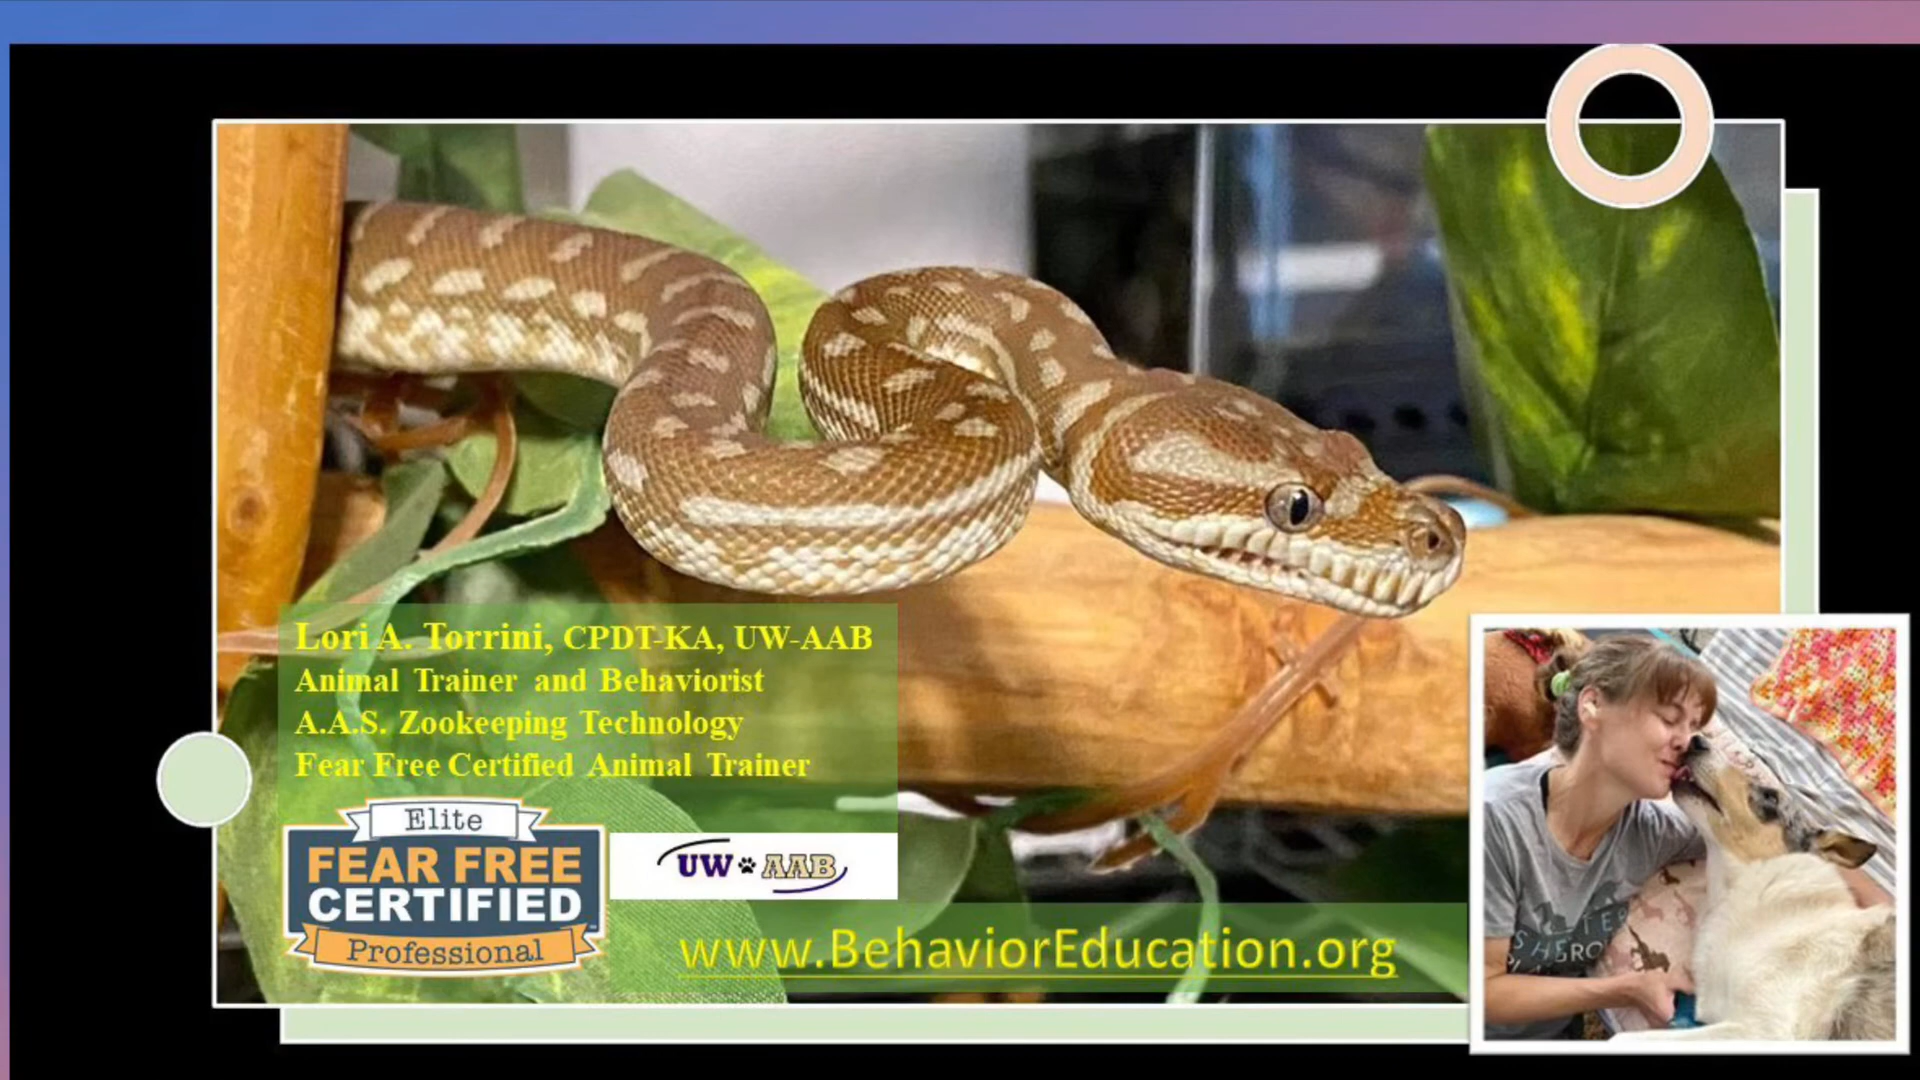 Lori A. Torrini, CPDT-KA, UW-AAB
Animal Trainer and Behaviorist
A.A.S. Zookeeping Technology
Fear Free Certified Animal Trainer
Elite
FEAR FREE
CERTIFIED
Professional
UW AAB
www.BehaviorEducation.org